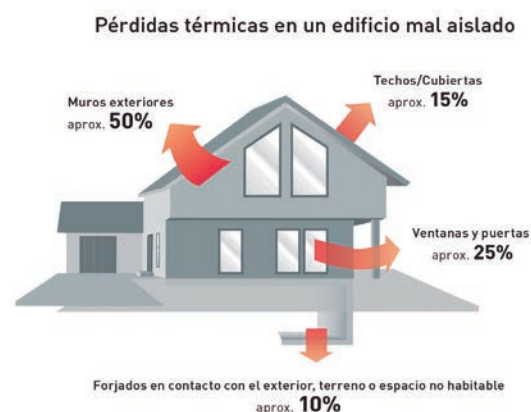 Pérdidas térmicas en un edificio mal aislado
Techos/Cubiertas
aprox. 15%
Muros exteriores
aprox. 50%
Ventanas y puertas
aprox. 25%
Forjados en contacto con el exterior, terreno o espacio no habitable
aprox. 10%